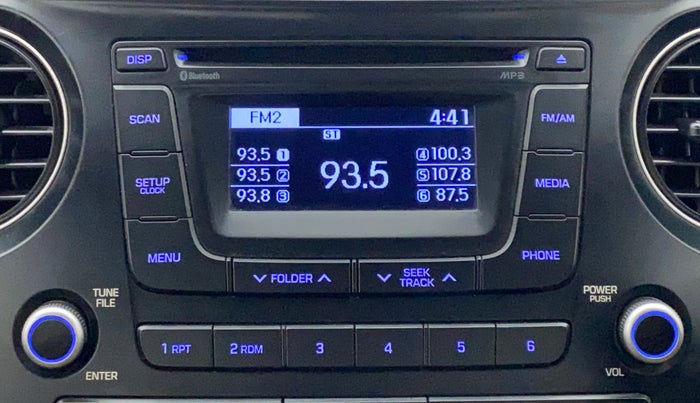 DISP
Bluetooth
MP3
SCAN
FM/AM
FM2 4:41
ST
93.5 1
93.5 2
93.8 3
93.5
4 100.3
5 107.8
6 87.5
SETUP
CLOCK
MEDIA
MENU
PHONE
FOLDER
SEEK
TRACK
TUNE
FILE
POWER
PUSH
1 RPT
2 RDM
3
4
5
6
ENTER
VOL